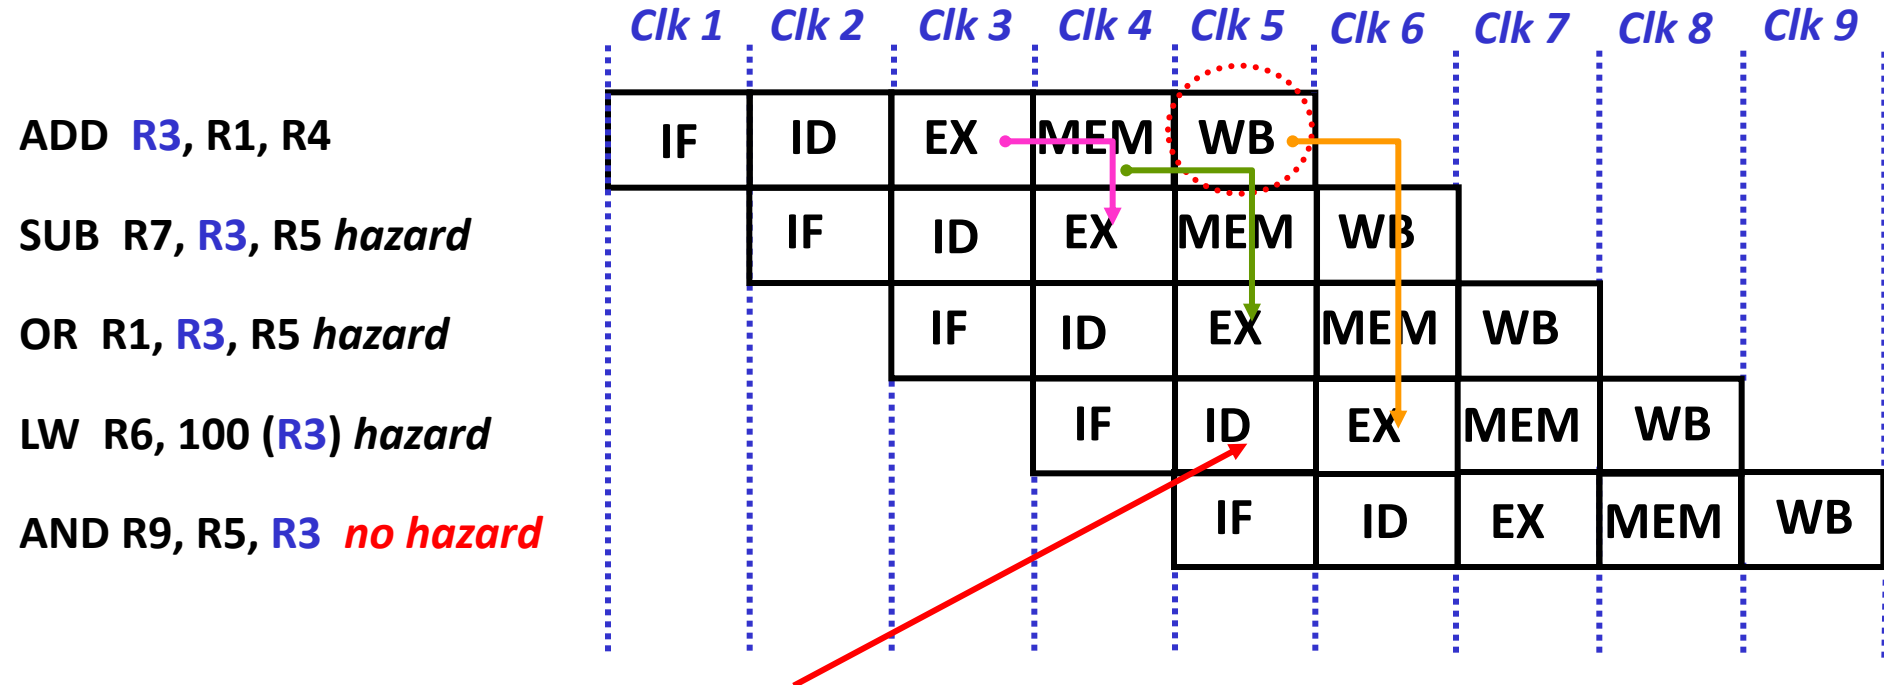 Clk 1 Clk 2 Clk 3 Clk 4 Clk 5 Clk 6 Clk 7 Clk 8 Clk 9
ADD R3, R1, R4 IF ID EX MEM WB
SUB R7, R3, R5 hazard IF ID EX MEM WB
OR R1, R3, R5 hazard IF ID EX MEM WB
LW R6, 100 (R3) hazard IF ID EX MEM WB
AND R9, R5, R3 no hazard IF ID EX MEM WB